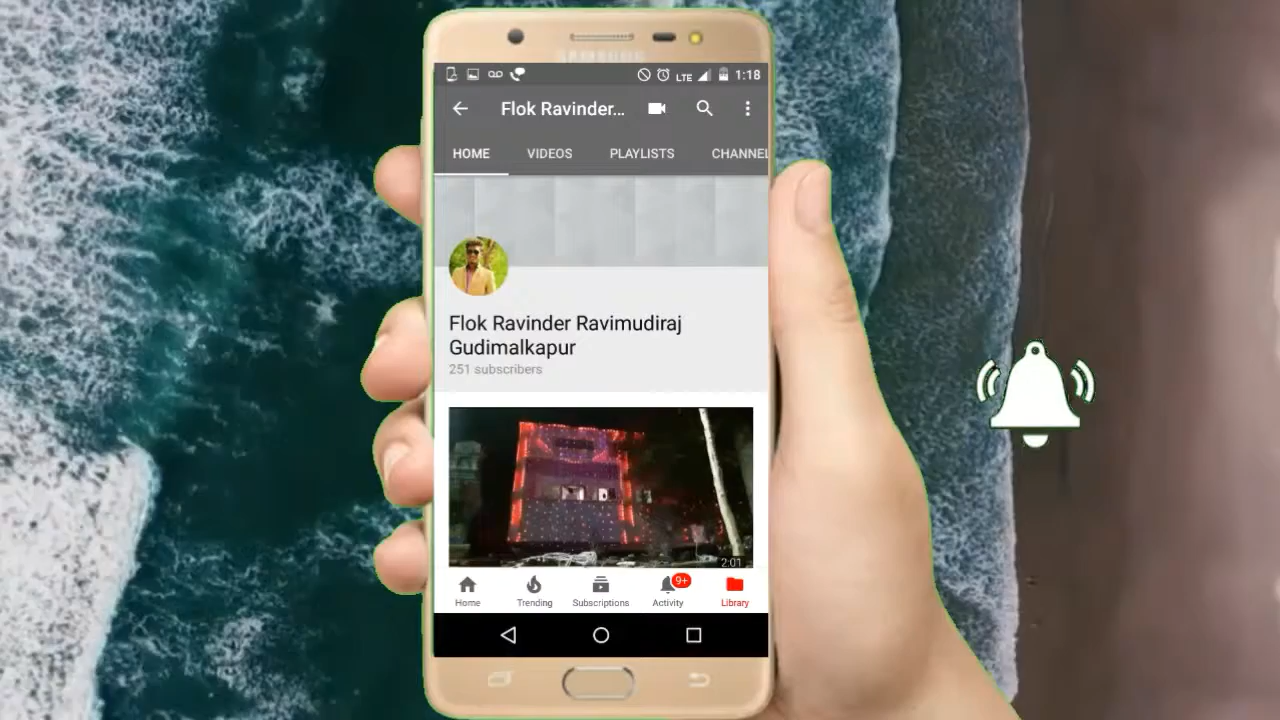 SAMSUNG
LTE 1:18
Flok Ravinder...
HOME VIDEOS PLAYLISTS CHANNEL
Flok Ravinder Ravimudiraj
Gudimalkapur
251 subscribers
2:01
9+
Home Trending Subscriptions Activity Library